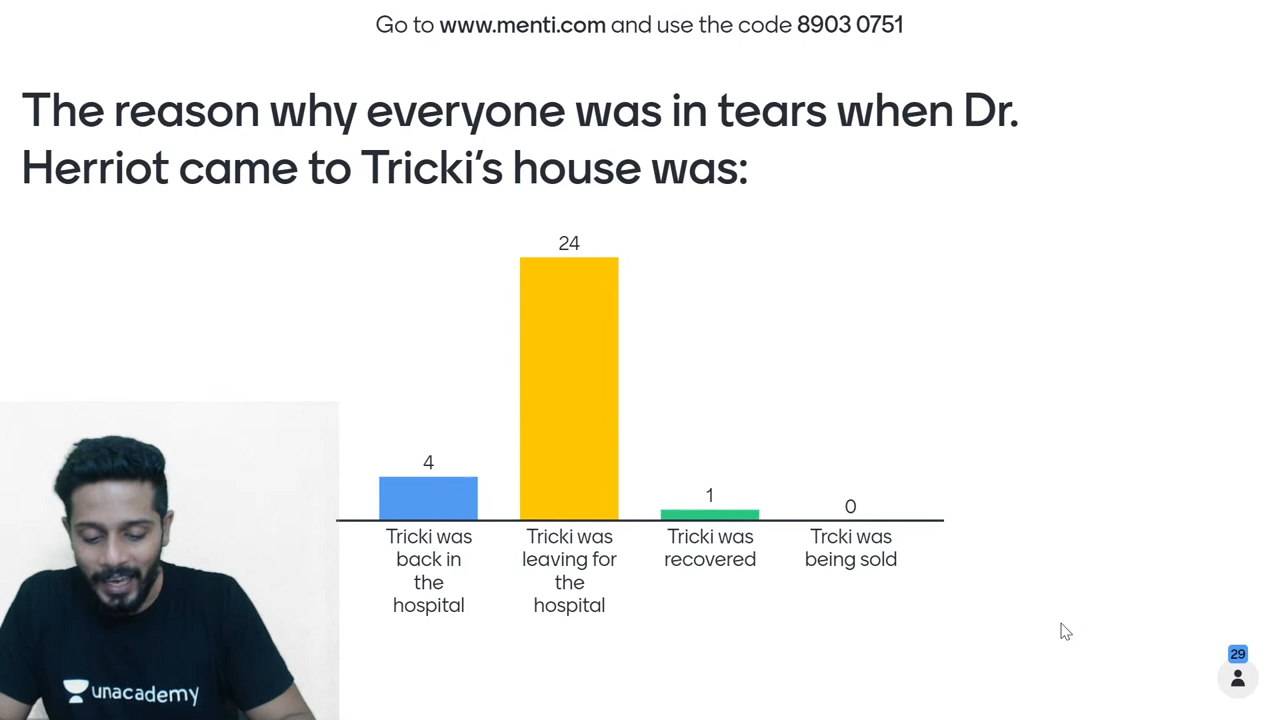 Go to www.menti.com and use the code 8903 0751
The reason why everyone was in tears when Dr.
Herriot came to Tricki's house was:
24
4
1
0
Tricki was
back in
the
hospital
Tricki was
leaving for
the
hospital
Tricki was
recovered
Trcki was
being sold
29
unacademy